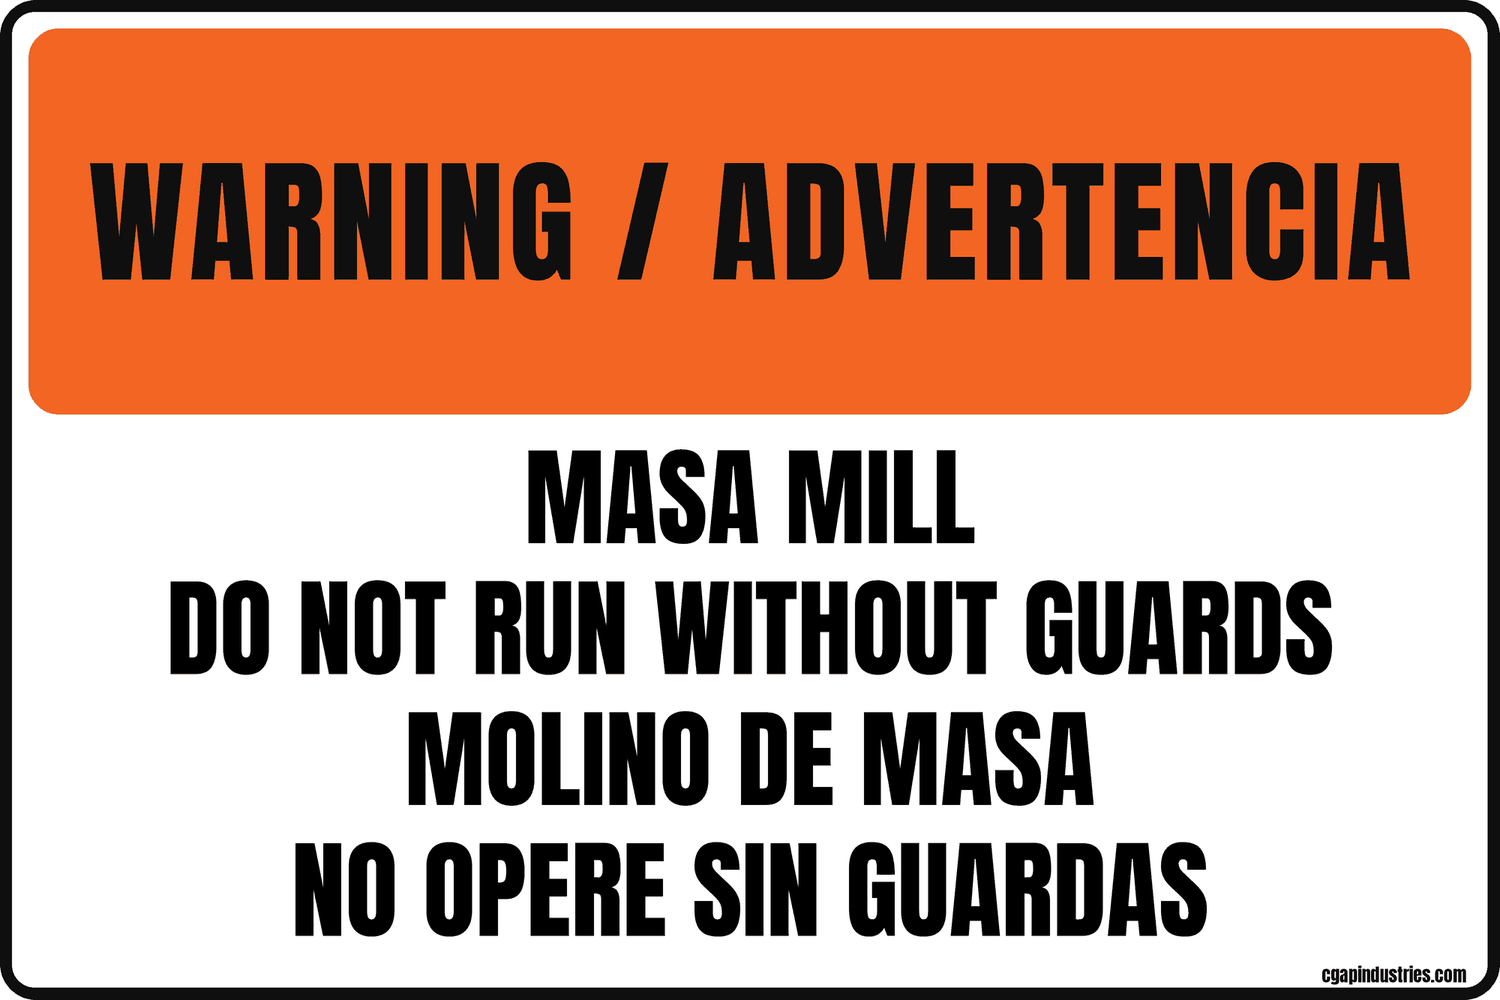 WARNING / ADVERTENCIA
MASA MILL
DO NOT RUN WITHOUT GUARDS
MOLINO DE MASA
NO OPERE SIN GUARDAS
cgapindustries.com